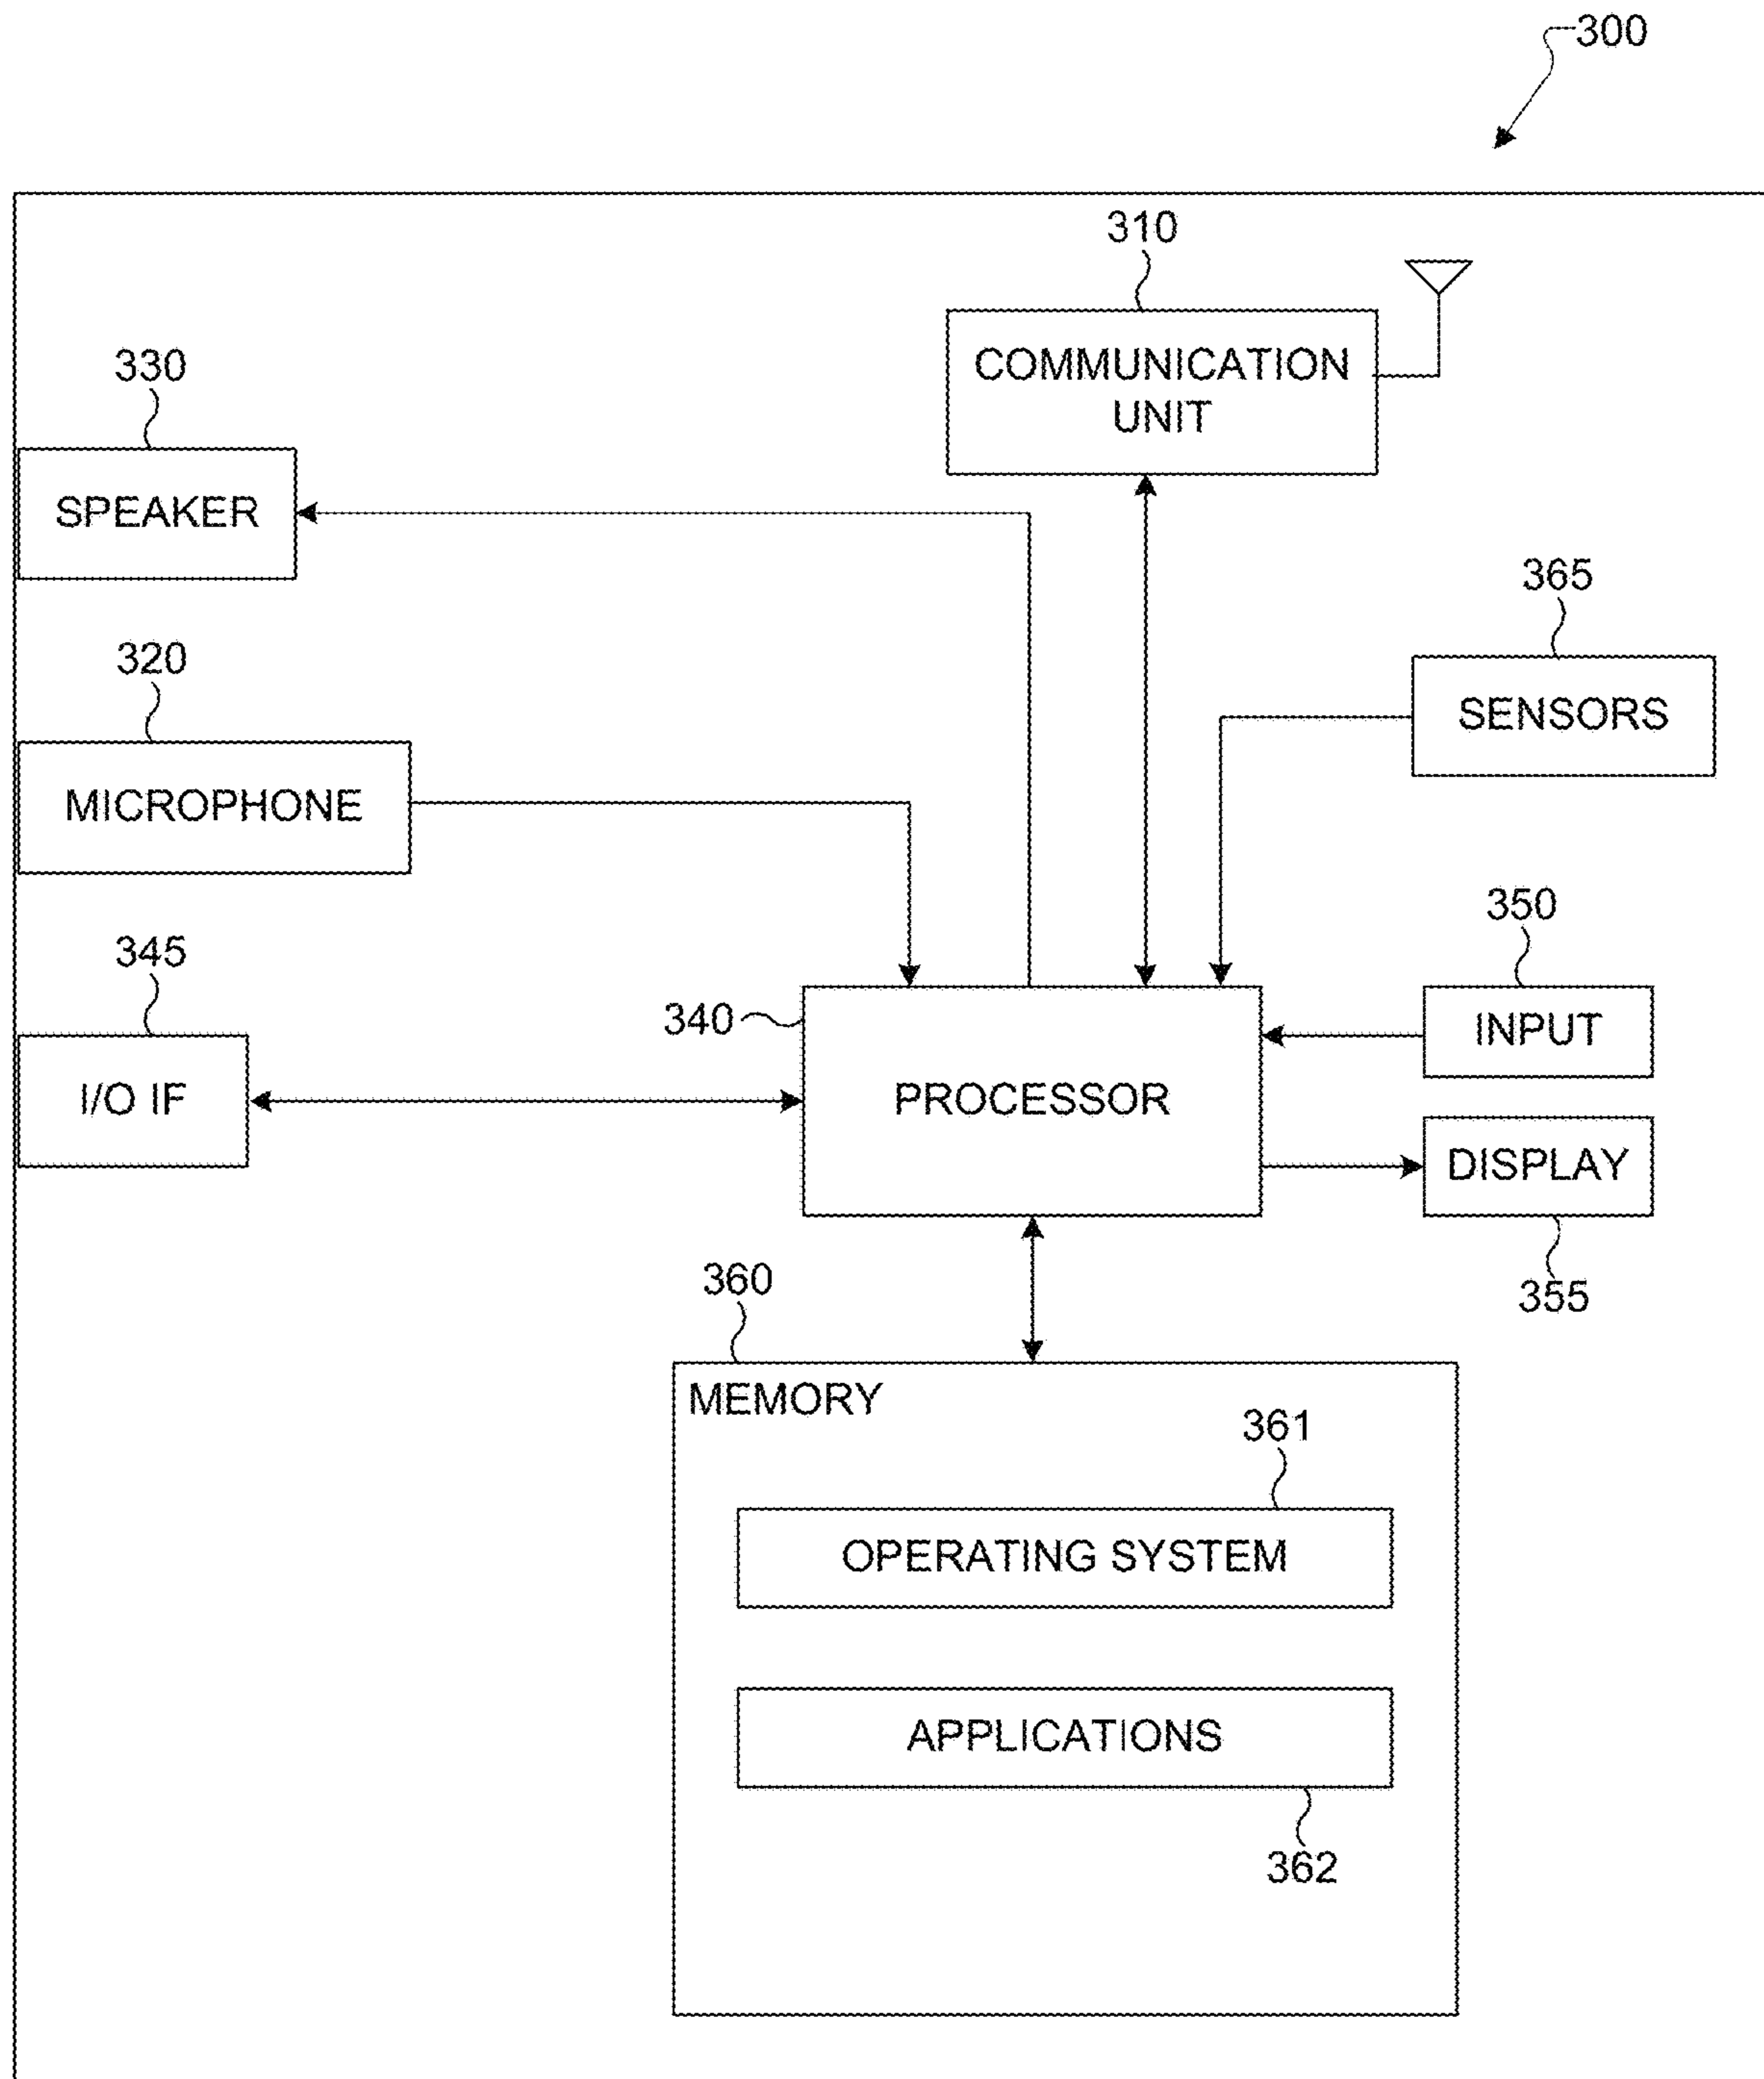 300
310
COMMUNICATION
UNIT
330
SPEAKER
365
SENSORS
320
MICROPHONE
350
INPUT
345
I/O IF
340
PROCESSOR
DISPLAY
355
360
MEMORY
361
OPERATING SYSTEM
APPLICATIONS
362